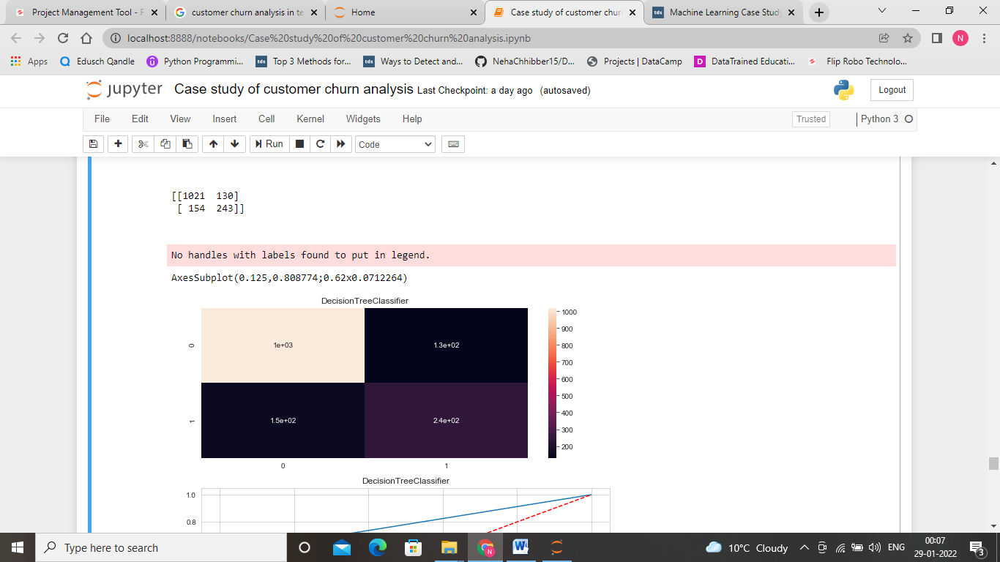 Project Management Tool - F
customer churn analysis in te
Home
Case study of customer churn
Machine Learning Case Study
localhost:8888/notebooks/Case%20study%20of%20customer%20churn%20analysis.ipynb
N
Apps
Edusch Qandle
Python Programmi...
tds Top 3 Methods for...
tds Ways to Detect and...
NehaChhibber15/D...
Projects | DataCamp
D DataTrained Educati...
Flip Robo Technolo...
jupyter Case study of customer churn analysis Last Checkpoint: a day ago (autosaved)
Logout
File Edit View Insert Cell Kernel Widgets Help
Trusted
Python 3
Run
Code
[[1021 130]
[ 154 243]]
No handles with labels found to put in legend.
AxesSubplot(0.125,0.808774;0.62x0.0712264)
DecisionTreeClassifier
0
1e+03
1.3e+02
1
1.5e+02
2.4e+02
0
1
1000
900
800
700
600
500
400
300
200
DecisionTreeClassifier
1.0
0.8
Type here to search
10°C Cloudy
ENG
00:07
29-01-2022
3